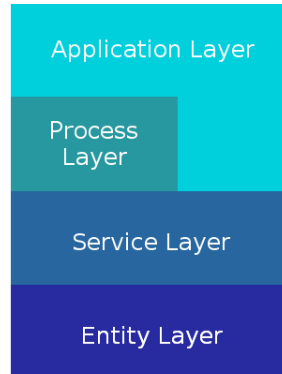 Application Layer
Process
Layer
Service Layer
Entity Layer